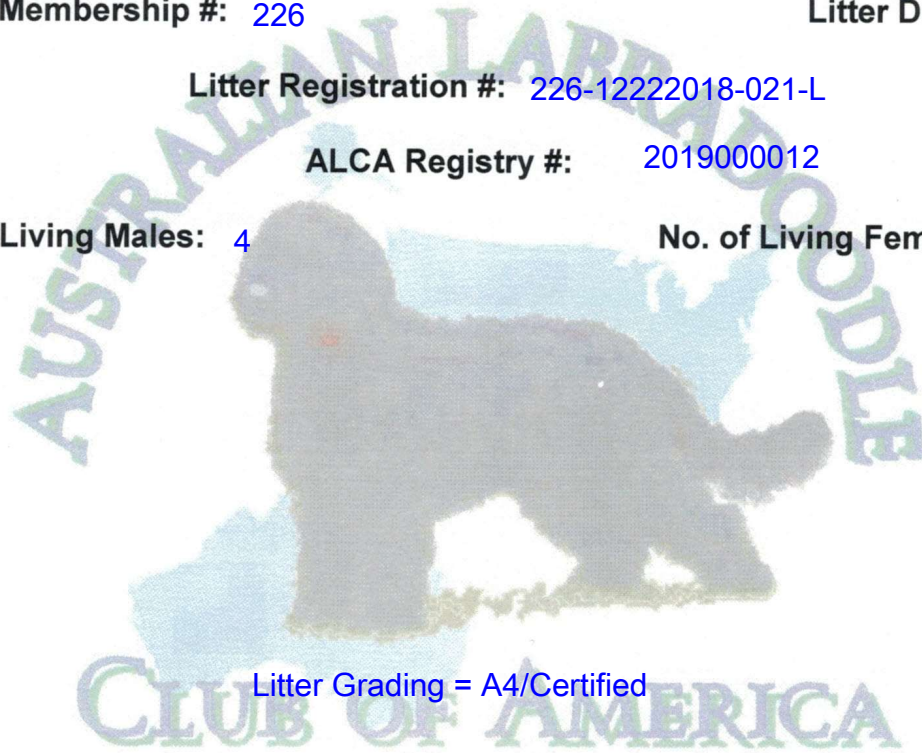 Membership #: 226 Litter D
Litter Registration #: 226-12222018-021-L
ALCA Registry #: 2019000012
Living Males: 4 No. of Living Fem
Litter Grading = A4/Certified
AUSTRALIAN LABRADOODLE
CLUB OF AMERICA